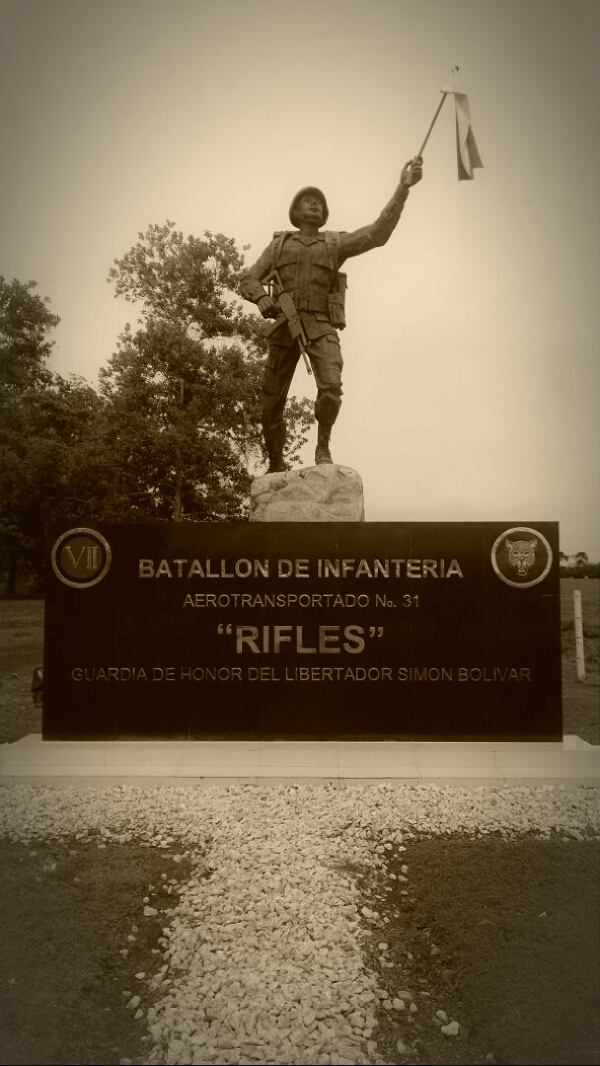 VII
BATALLON DE INFANTERIA
AEROTRANSPORTADO No. 31
“RIFLES”
GUARDIA DE HONOR DEL LIBERTADOR SIMON BOLIVAR